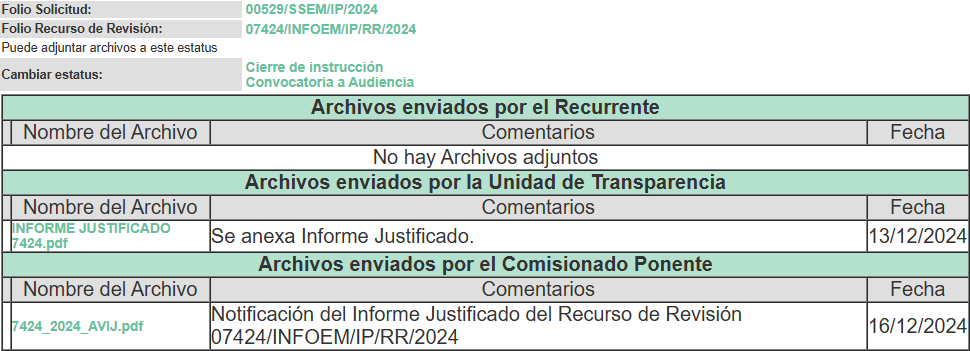 Folio Solicitud: 00529/SSEM/IP/2024
Folio Recurso de Revisión: 07424/INFOEM/IP/RR/2024
Puede adjuntar archivos a este estatus
Cambiar estatus: Cierre de instrucción
Convocatoria a Audiencia
Archivos enviados por el Recurrente
Nombre del Archivo Comentarios Fecha
No hay Archivos adjuntos
Archivos enviados por la Unidad de Transparencia
Nombre del Archivo Comentarios Fecha
INFORME JUSTIFICADO
7424.pdf Se anexa Informe Justificado. 13/12/2024
Archivos enviados por el Comisionado Ponente
Nombre del Archivo Comentarios Fecha
7424_2024_AVIJ.pdf Notificación del Informe Justificado del Recurso de Revisión
07424/INFOEM/IP/RR/2024 16/12/2024